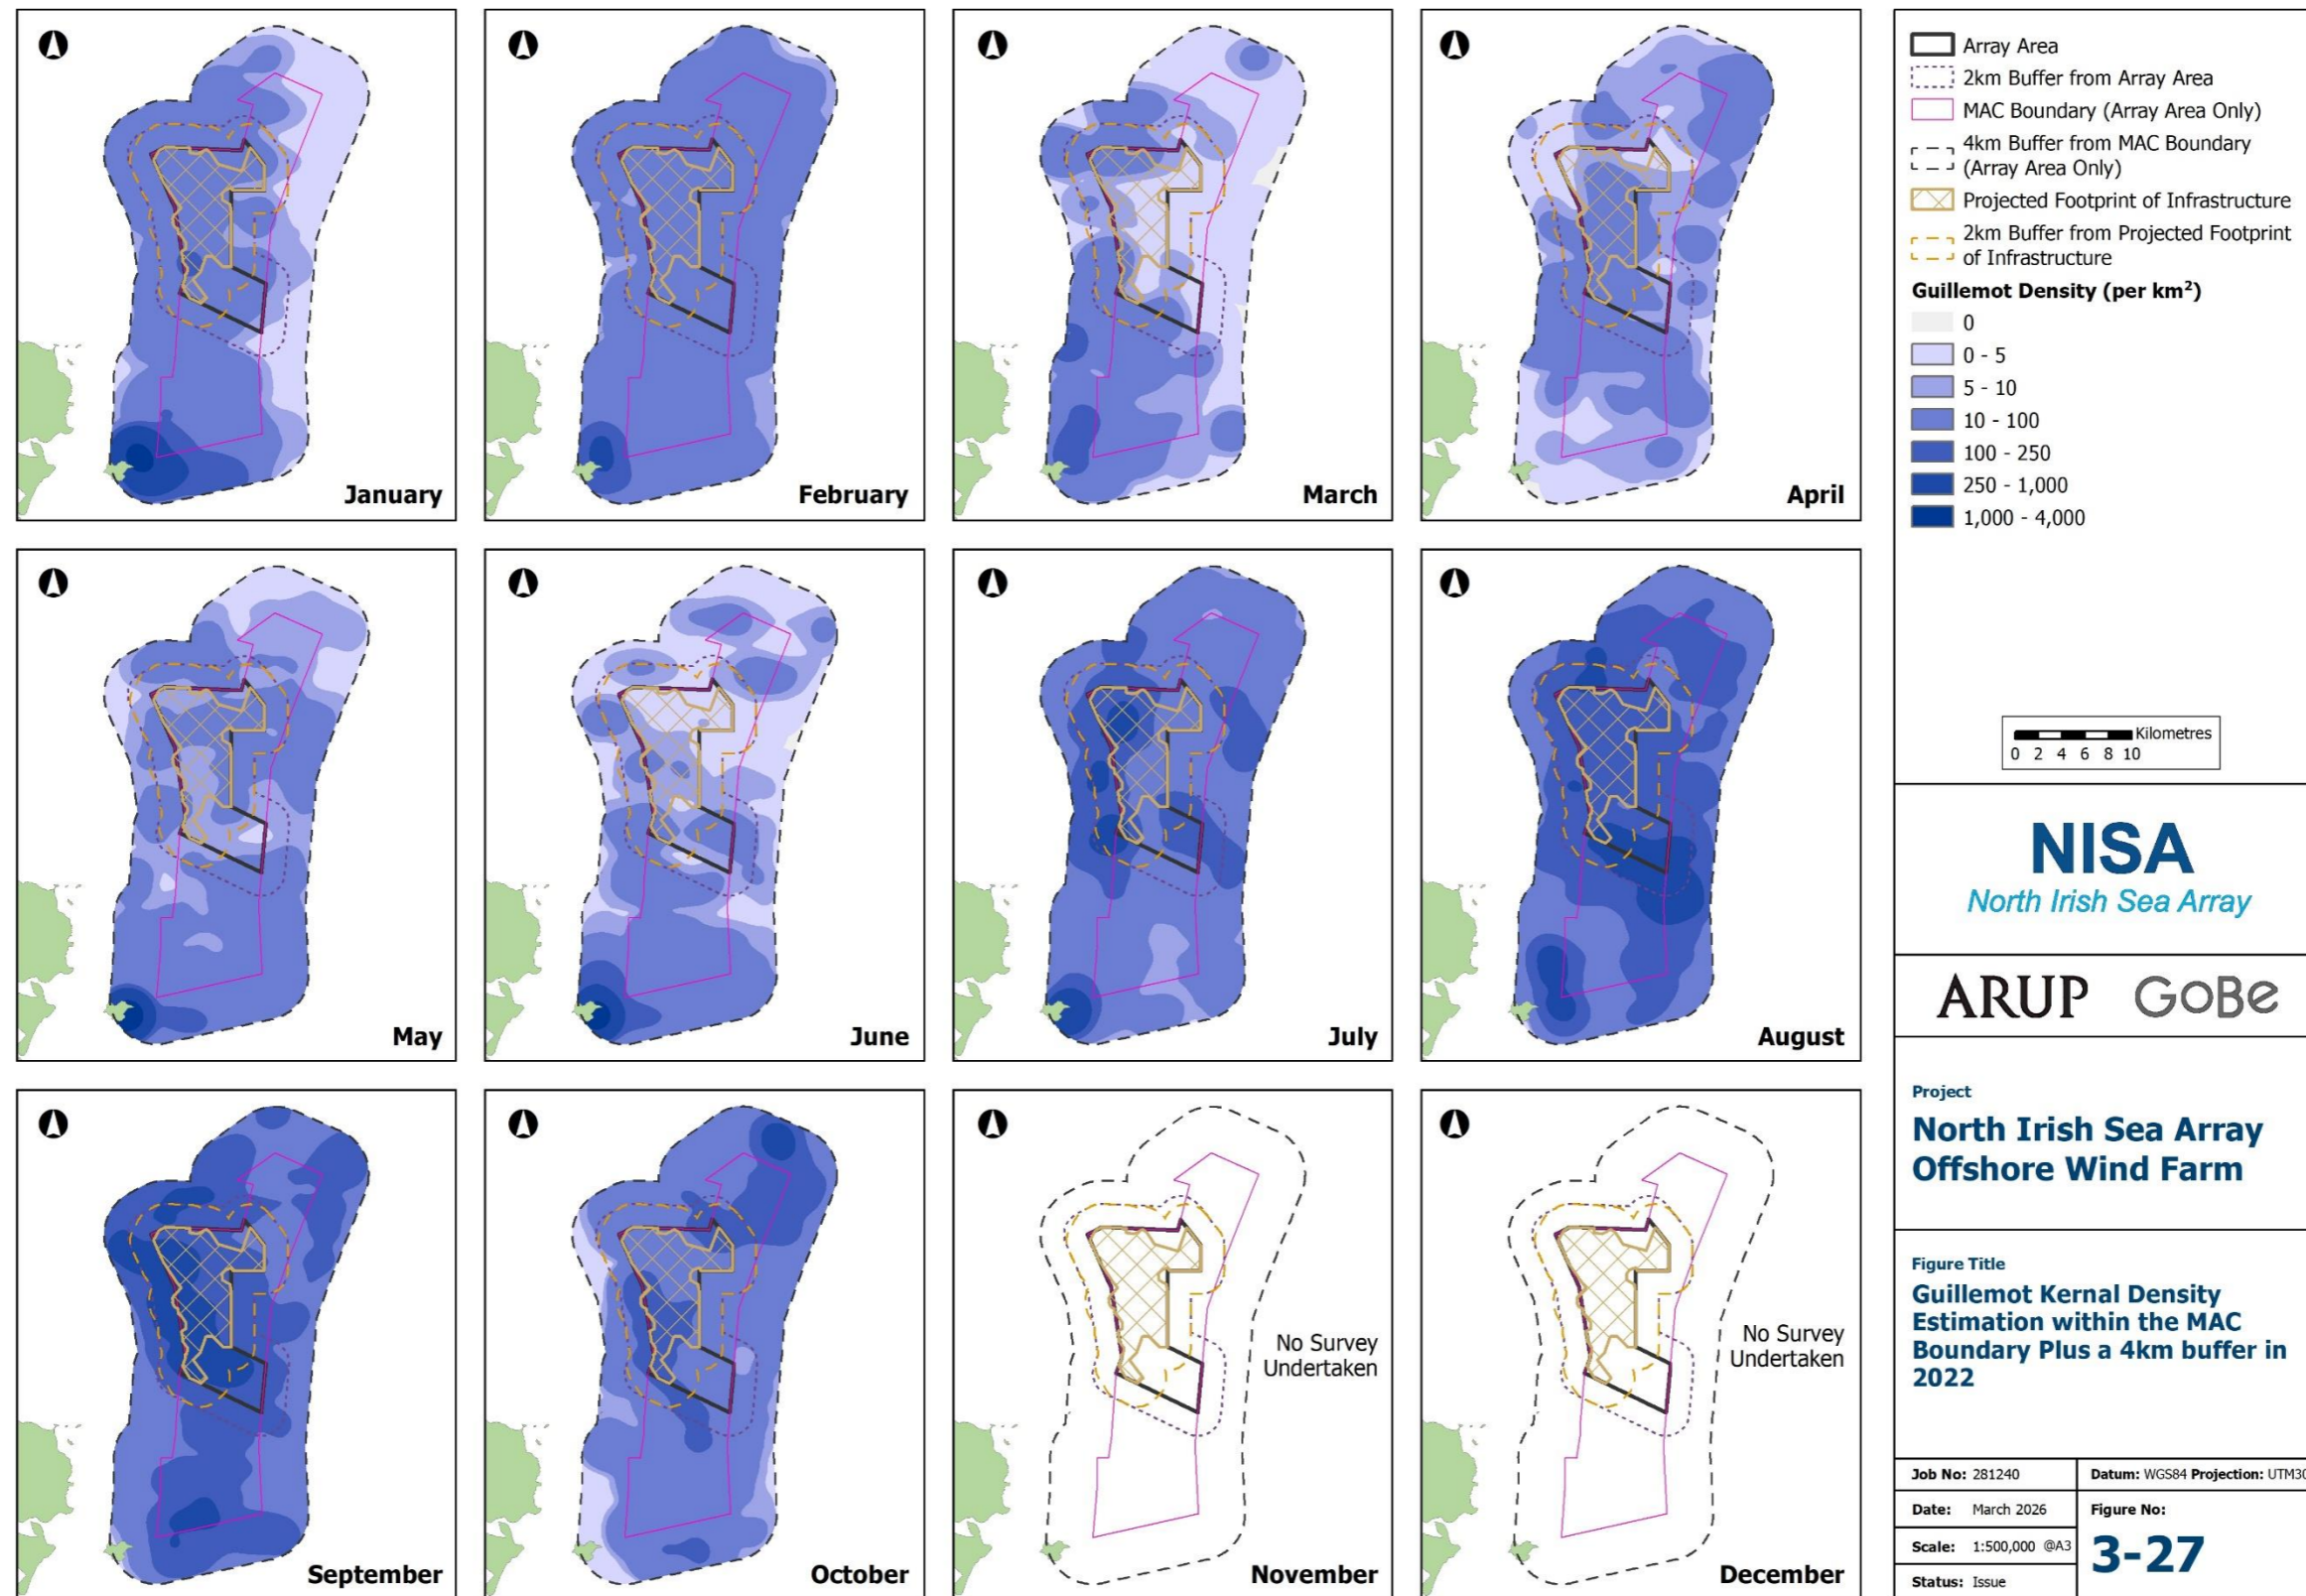 January
February
March
April
May
June
July
August
September
October
No Survey
Undertaken
November
No Survey
Undertaken
December
Array Area
2km Buffer from Array Area
MAC Boundary (Array Area Only)
4km Buffer from MAC Boundary
(Array Area Only)
Projected Footprint of Infrastructure
2km Buffer from Projected Footprint
of Infrastructure
Guillemot Density (per km²)
0
0 - 5
5 - 10
10 - 100
100 - 250
250 - 1,000
1,000 - 4,000
Kilometres
0 2 4 6 8 10
NISA
North Irish Sea Array
ARUP GoBe
Project
North Irish Sea Array
Offshore Wind Farm
Figure Title
Guillemot Kernal Density
Estimation within the MAC
Boundary Plus a 4km buffer in
2022
Job No: 281240 Datum: WGS84 Projection: UTM30
Date: March 2026 Figure No:
Scale: 1:500,000 @A3 3-27
Status: Issue